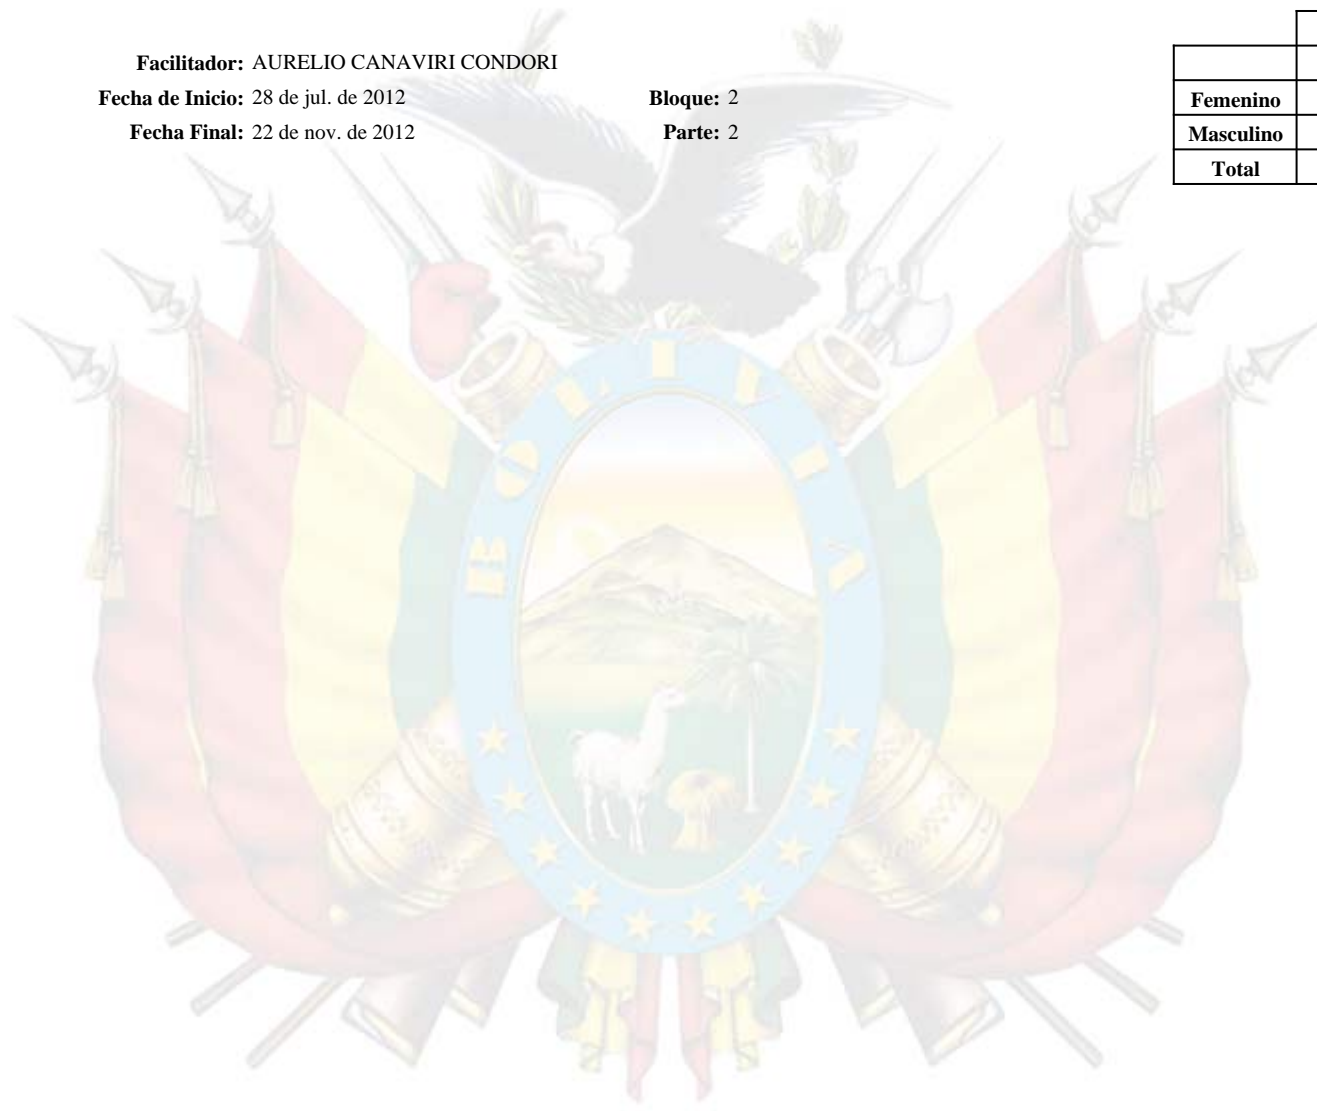 Facilitador: AURELIO CANAVIRI CONDORI
Fecha de Inicio: 28 de jul. de 2012 Bloque: 2
Fecha Final: 22 de nov. de 2012 Parte: 2
Femenino
Masculino
Total
BOLIVIA